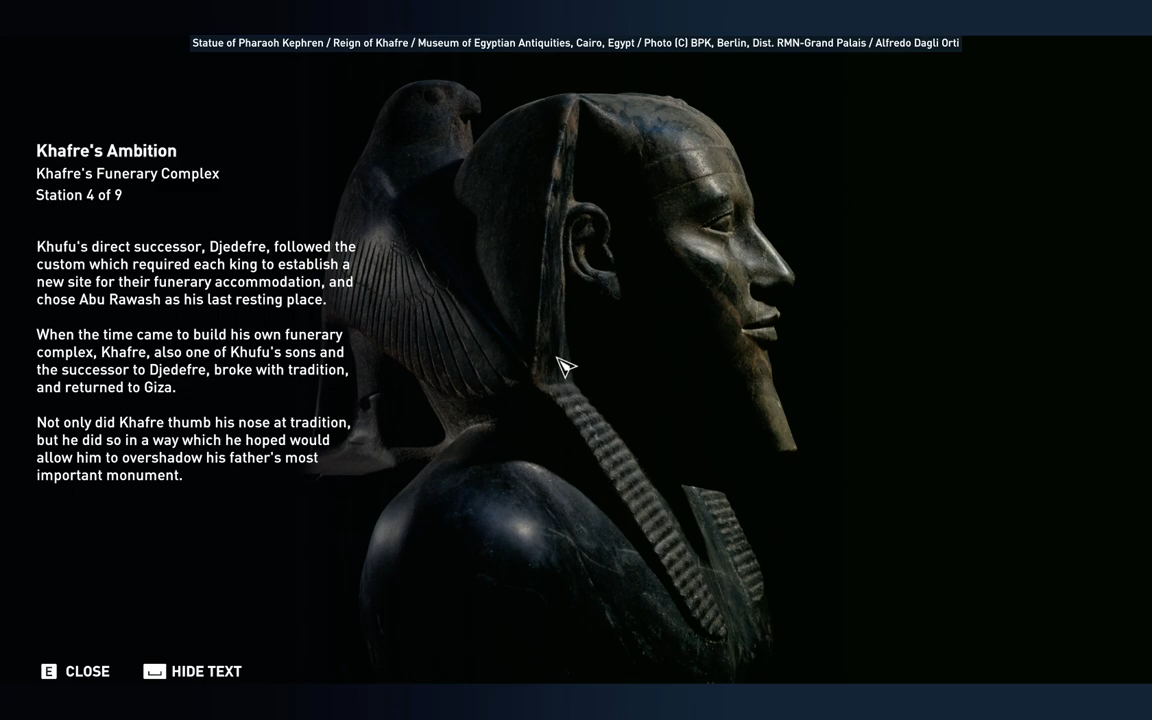 Statue of Pharaoh Kephren / Reign of Khafre / Museum of Egyptian Antiquities, Cairo, Egypt / Photo (C) BPK, Berlin, Dist. RMN-Grand Palais / Alfredo Dagli Orti
Khafre's Ambition
Khafre's Funerary Complex
Station 4 of 9
Khufu's direct successor, Djedefre, followed the
custom which required each king to establish a
new site for their funerary accommodation, and
chose Abu Rawash as his last resting place.
When the time came to build his own funerary
complex, Khafre, also one of Khufu's sons and
the successor to Djedefre, broke with tradition,
and returned to Giza.
Not only did Khafre thumb his nose at tradition,
but he did so in a way which he hoped would
allow him to overshadow his father's most
important monument.
E CLOSE HIDE TEXT